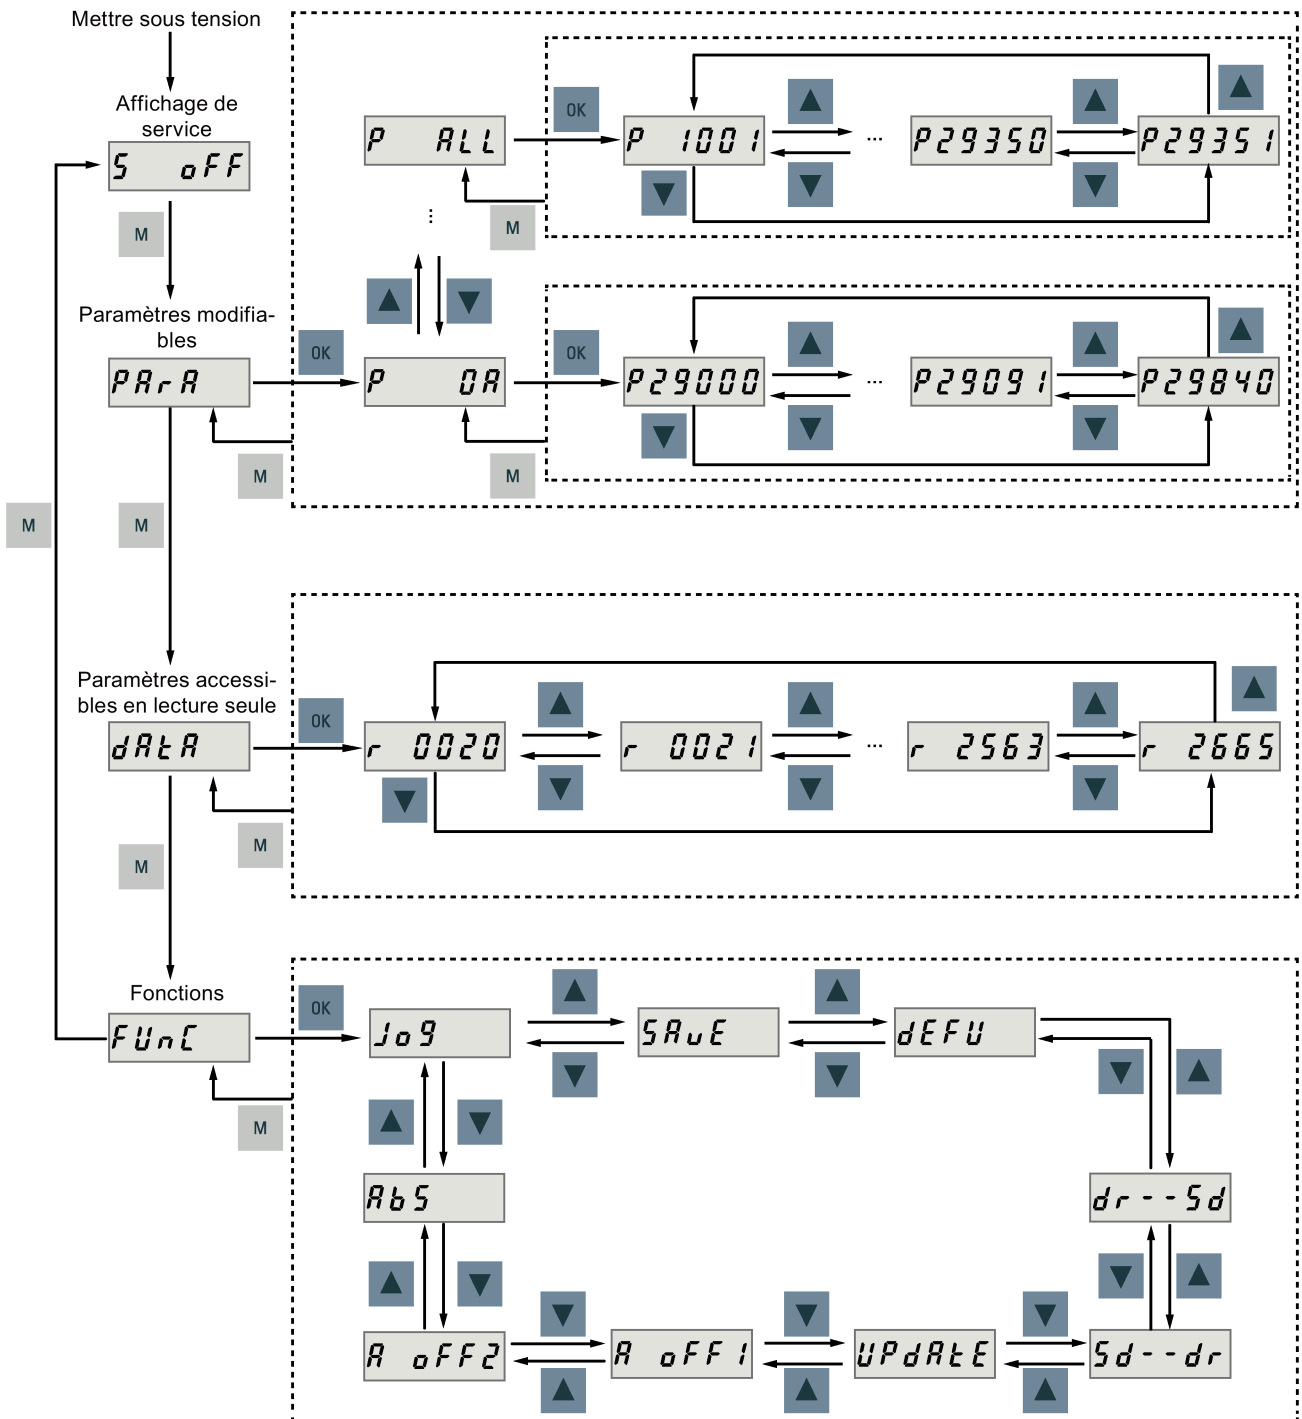 Mettre sous tension
Affichage de
service
S oFF
M
Paramètres modifia-
bles
PArA
OK
M
P ALL
OK
P 1001
...
P29350
P29351
M
...
P 0A
OK
P29000
...
P29091
P29840
M
M
M
Paramètres accessi-
bles en lecture seule
dAtA
OK
r 0020
r 0021
...
r 2563
r 2665
M
M
Fonctions
FUnC
OK
M
Jog
SAvE
dEFU
dr--Sd
AbS
A oFF2
A oFF1
UPdAtE
Sd--dr